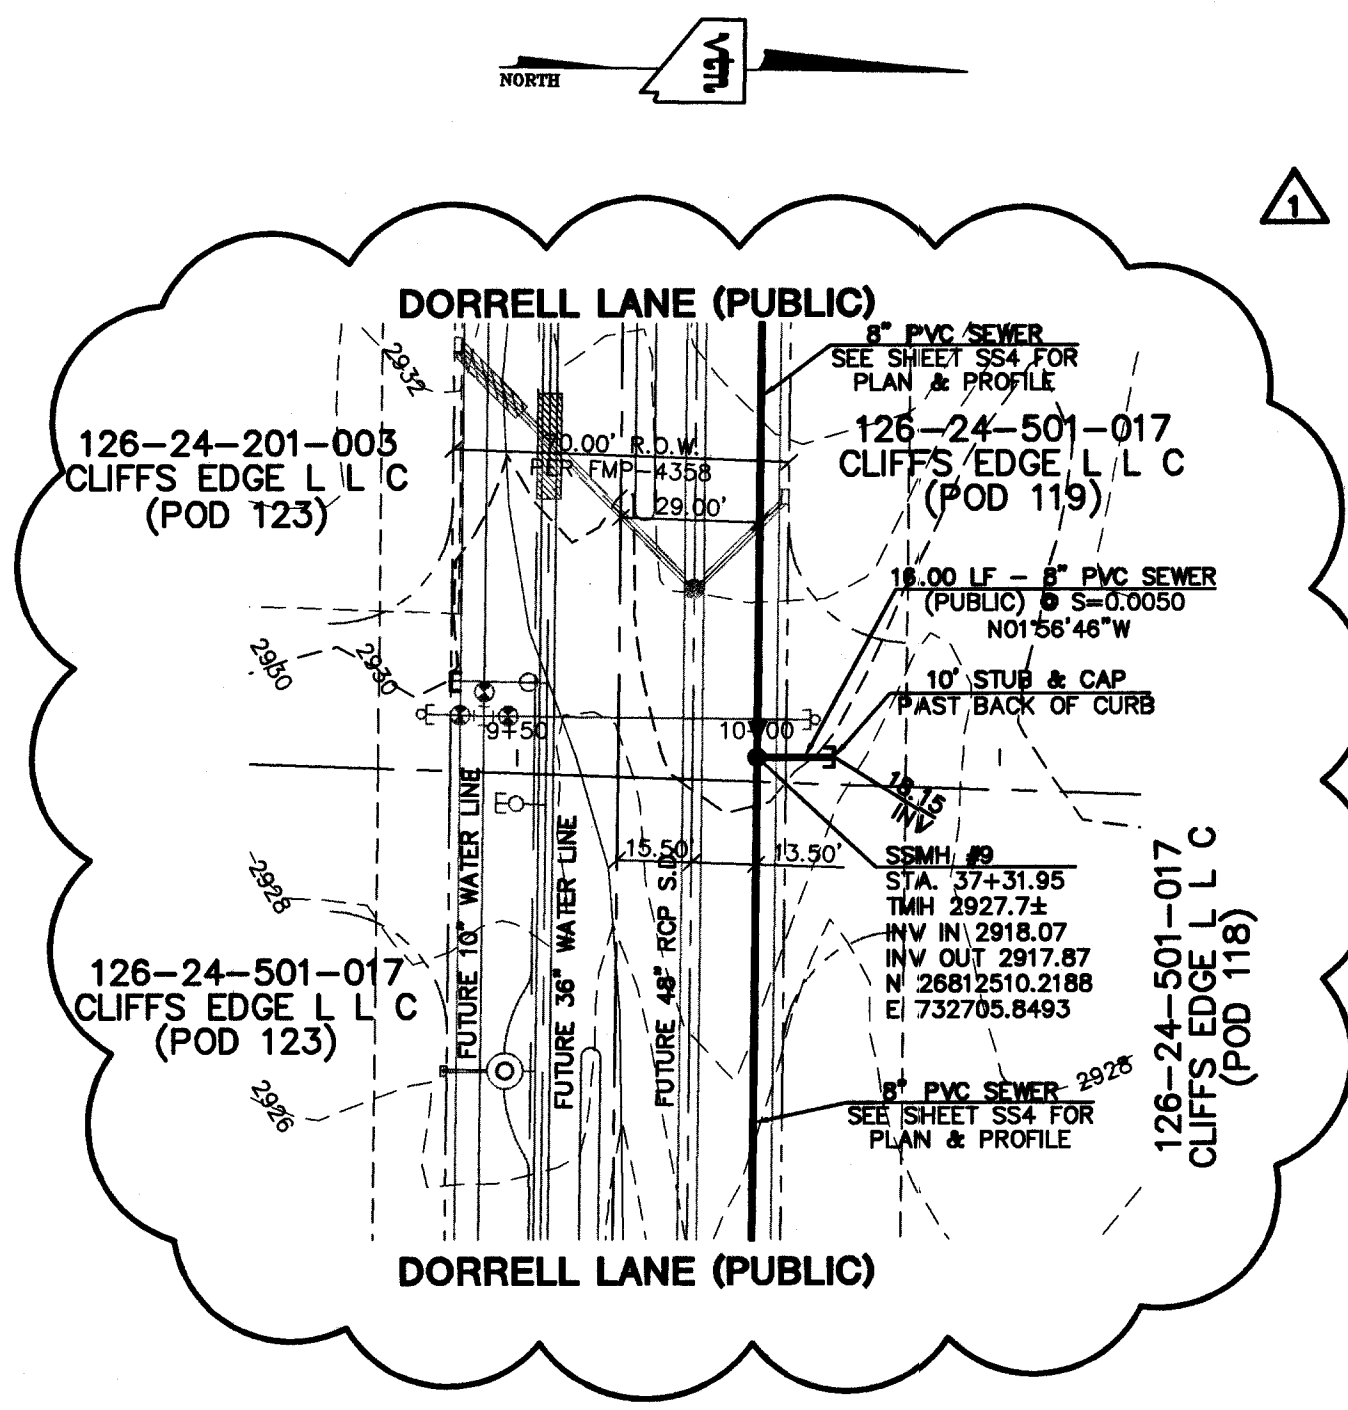 vtn
NORTH
1
DORRELL LANE (PUBLIC)
8" PVC SEWER
SEE SHEET SS4 FOR
PLAN & PROFILE
2932
126-24-201-003
CLIFFS EDGE L L C
(POD 123)
70.00' R.O.W.
PER FMP-4358
29.00'
126-24-501-017
CLIFFS EDGE L L C
(POD 119)
16.00 LF - 8" PVC SEWER
(PUBLIC) @ S=0.0050
N01°56'46"W
2930
2930
10' STUB & CAP
PAST BACK OF CURB
9+50
10+00
18.15
INV
15.50'
13.50'
SSMH #9
STA. 37+31.95
TMH 2927.7±
INV IN 2918.07
INV OUT 2917.87
N 26812510.2188
E 732705.8493
FUTURE 10" WATER LINE
FUTURE 36" WATER LINE
FUTURE 48" RCP S.D.
2928
126-24-501-017
CLIFFS EDGE L L C
(POD 123)
126-24-501-017
CLIFFS EDGE L L C
(POD 118)
2926
2928
8" PVC SEWER
SEE SHEET SS4 FOR
PLAN & PROFILE
DORRELL LANE (PUBLIC)